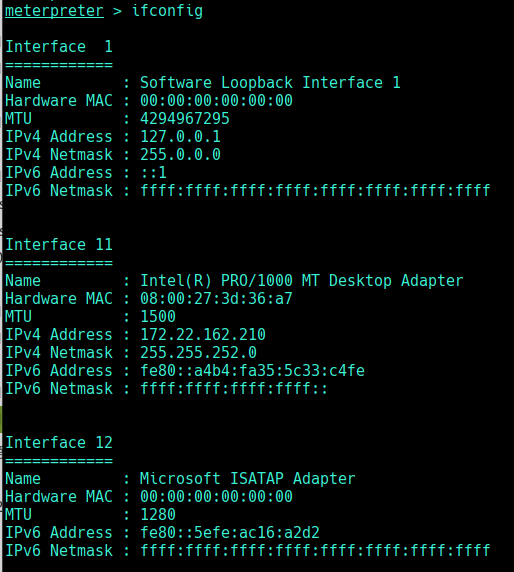 meterpreter > ifconfig
Interface  1
============
Name         : Software Loopback Interface 1
Hardware MAC : 00:00:00:00:00:00
MTU          : 4294967295
IPv4 Address : 127.0.0.1
IPv4 Netmask : 255.0.0.0
IPv6 Address : ::1
IPv6 Netmask : ffff:ffff:ffff:ffff:ffff:ffff:ffff:ffff
Interface 11
============
Name         : Intel(R) PRO/1000 MT Desktop Adapter
Hardware MAC : 08:00:27:3d:36:a7
MTU          : 1500
IPv4 Address : 172.22.162.210
IPv4 Netmask : 255.255.252.0
IPv6 Address : fe80::a4b4:fa35:5c33:c4fe
IPv6 Netmask : ffff:ffff:ffff:ffff::
Interface 12
============
Name         : Microsoft ISATAP Adapter
Hardware MAC : 00:00:00:00:00:00
MTU          : 1280
IPv6 Address : fe80::5efe:ac16:a2d2
IPv6 Netmask : ffff:ffff:ffff:ffff:ffff:ffff:ffff:ffff